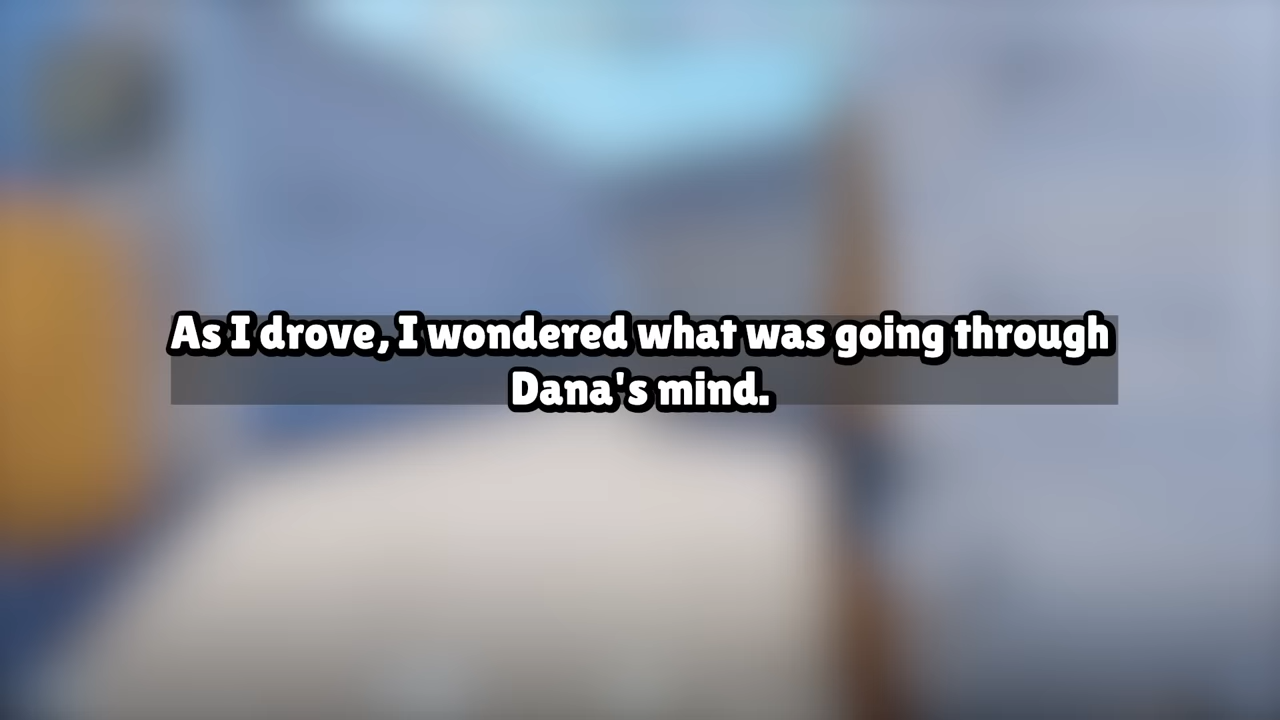 As I drove, I wondered what was going through
Dana's mind.